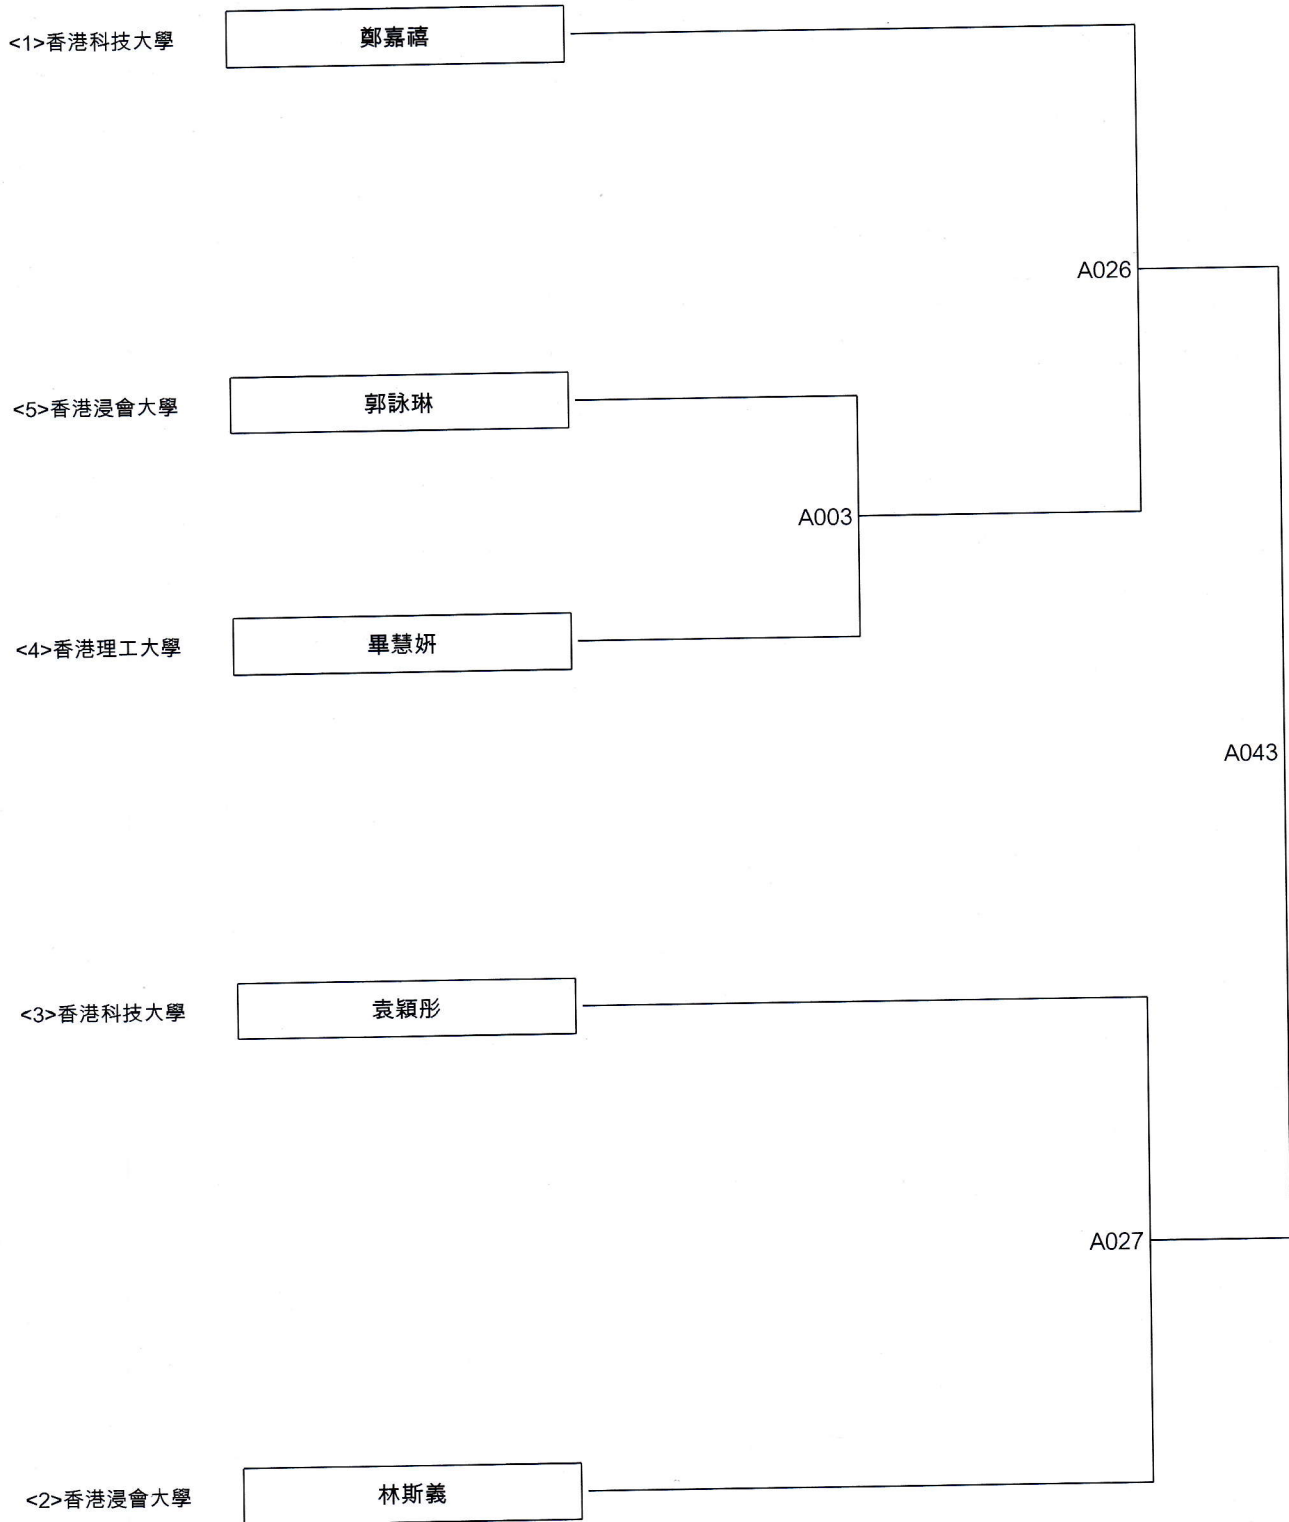 <1>香港科技大學
鄭嘉禧
A026
<5>香港浸會大學
郭詠琳
A003
<4>香港理工大學
畢慧妍
A043
<3>香港科技大學
袁穎彤
A027
<2>香港浸會大學
林斯義